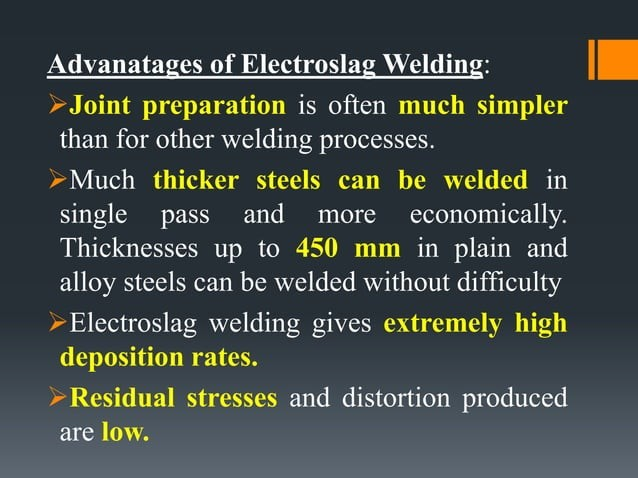 Advanatages of Electroslag Welding:
➢Joint preparation is often much simpler
than for other welding processes.
➢Much thicker steels can be welded in
single pass and more economically.
Thicknesses up to 450 mm in plain and
alloy steels can be welded without difficulty
➢Electroslag welding gives extremely high
deposition rates.
➢Residual stresses and distortion produced
are low.